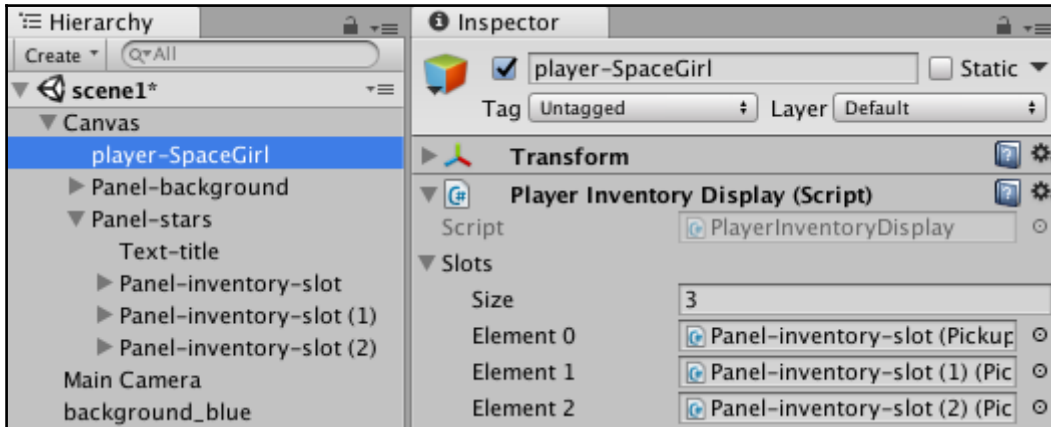 Hierarchy
Create
All
scene1*
Canvas
player-SpaceGirl
Panel-background
Panel-stars
Text-title
Panel-inventory-slot
Panel-inventory-slot (1)
Panel-inventory-slot (2)
Main Camera
background_blue
Inspector
player-SpaceGirl
Static
Tag Untagged Layer Default
Transform
Player Inventory Display (Script)
Script PlayerInventoryDisplay
Slots
Size 3
Element 0 Panel-inventory-slot (Pickup
Element 1 Panel-inventory-slot (1) (Pic
Element 2 Panel-inventory-slot (2) (Pic